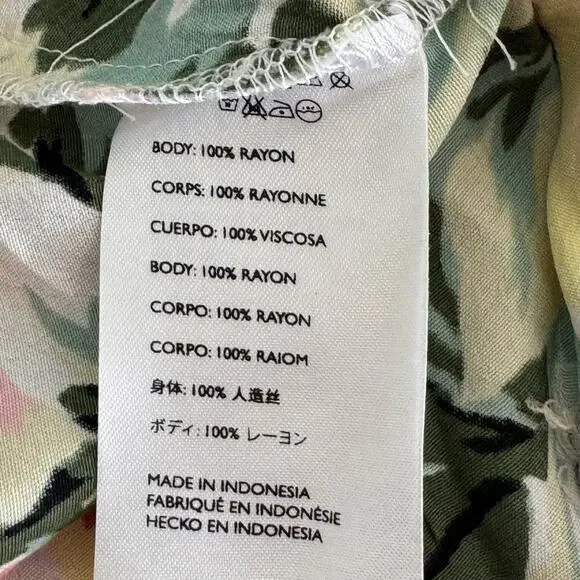 BODY: 100% RAYON
CORPS: 100% RAYONNE
CUERPO: 100% VISCOSA
BODY: 100% RAYON
CORPO: 100% RAYON
CORPO: 100% RAIOM
身体: 100% 人造丝
ボディ: 100% レーヨン
MADE IN INDONESIA
FABRIQUÉ EN INDONÉSIE
HECKO EN INDONESIA